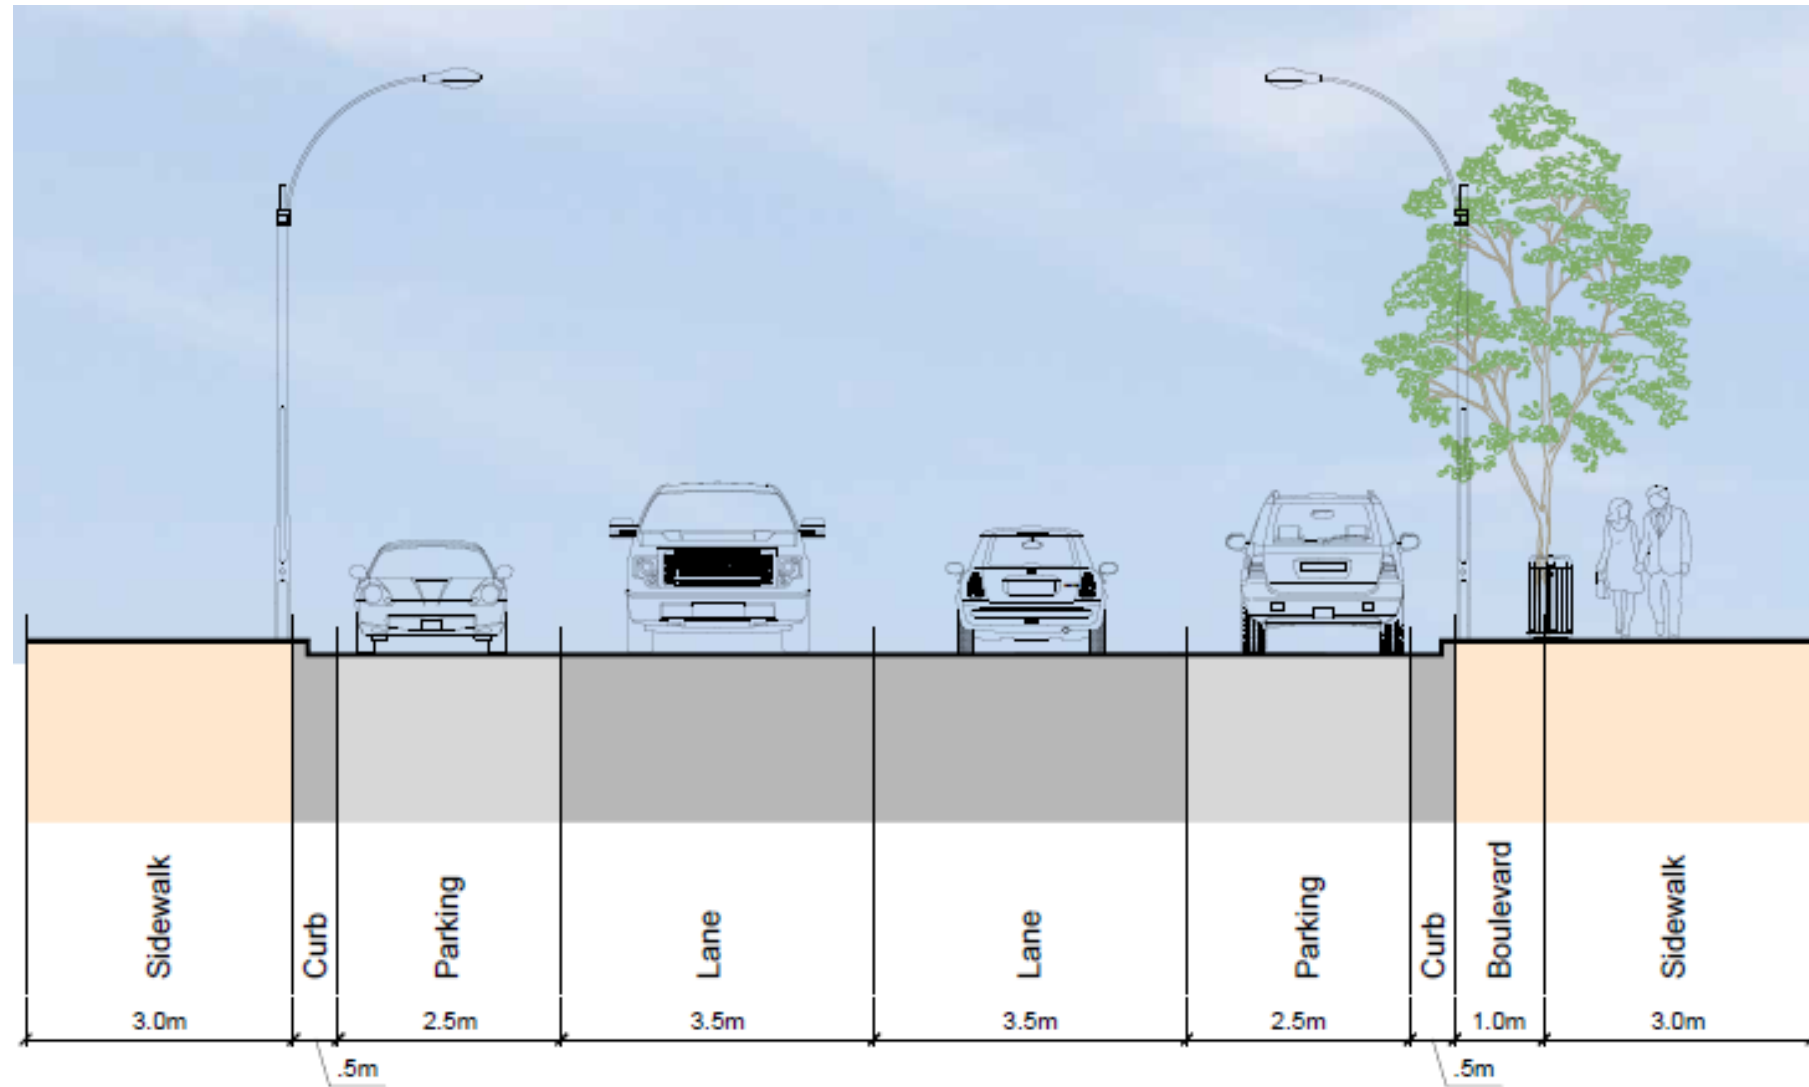 Sidewalk
Curb
Parking
Lane
Lane
Parking
Curb
Boulevard
Sidewalk
3.0m
2.5m
3.5m
3.5m
2.5m
1.0m
3.0m
.5m
.5m